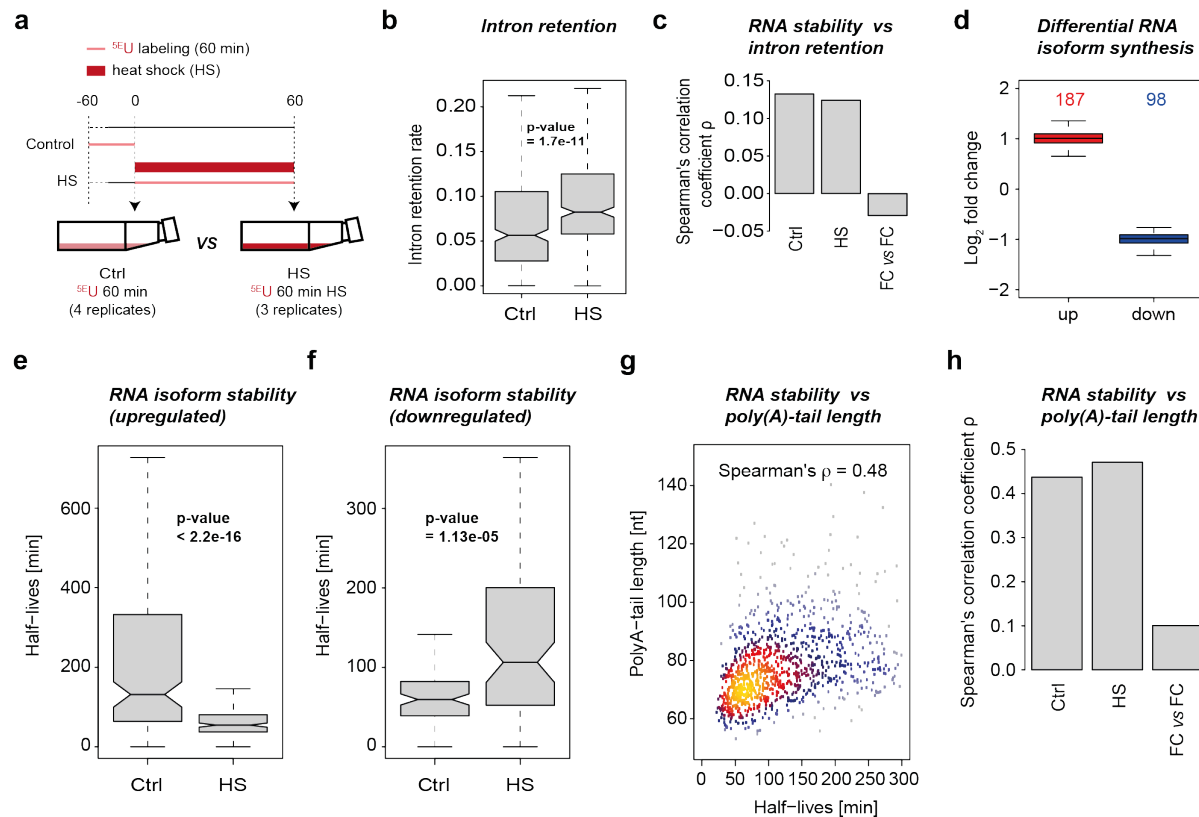 a
5EU labeling (60 min)
heat shock (HS)
-60
0
60
Control
HS
vs
Ctrl
5EU 60 min
(4 replicates)
HS
5EU 60 min HS
(3 replicates)
b
Intron retention
Intron retention rate
0.20
0.15
0.10
0.05
0.00
p-value
= 1.7e-11
Ctrl
HS
c
RNA stability vs
intron retention
Spearman's correlation
coefficient ρ
0.15
0.10
0.05
0.00
−0.05
Ctrl
HS
FC vs FC
d
Differential RNA
isoform synthesis
Log2 fold change
2
1
0
−1
−2
187
98
up
down
e
RNA isoform stability
(upregulated)
Half−lives [min]
600
400
200
0
p-value
< 2.2e-16
Ctrl
HS
f
RNA isoform stability
(downregulated)
Half−lives [min]
300
200
100
0
p-value
= 1.13e-05
Ctrl
HS
g
RNA stability vs
poly(A)-tail length
Spearman's ρ = 0.48
PolyA−tail length [nt]
140
120
100
80
60
0
50
100
150
200
250
300
Half−lives [min]
h
RNA stability vs
poly(A)-tail length
Spearman's correlation coefficient ρ
0.5
0.4
0.3
0.2
0.1
0.0
Ctrl
HS
FC vs FC